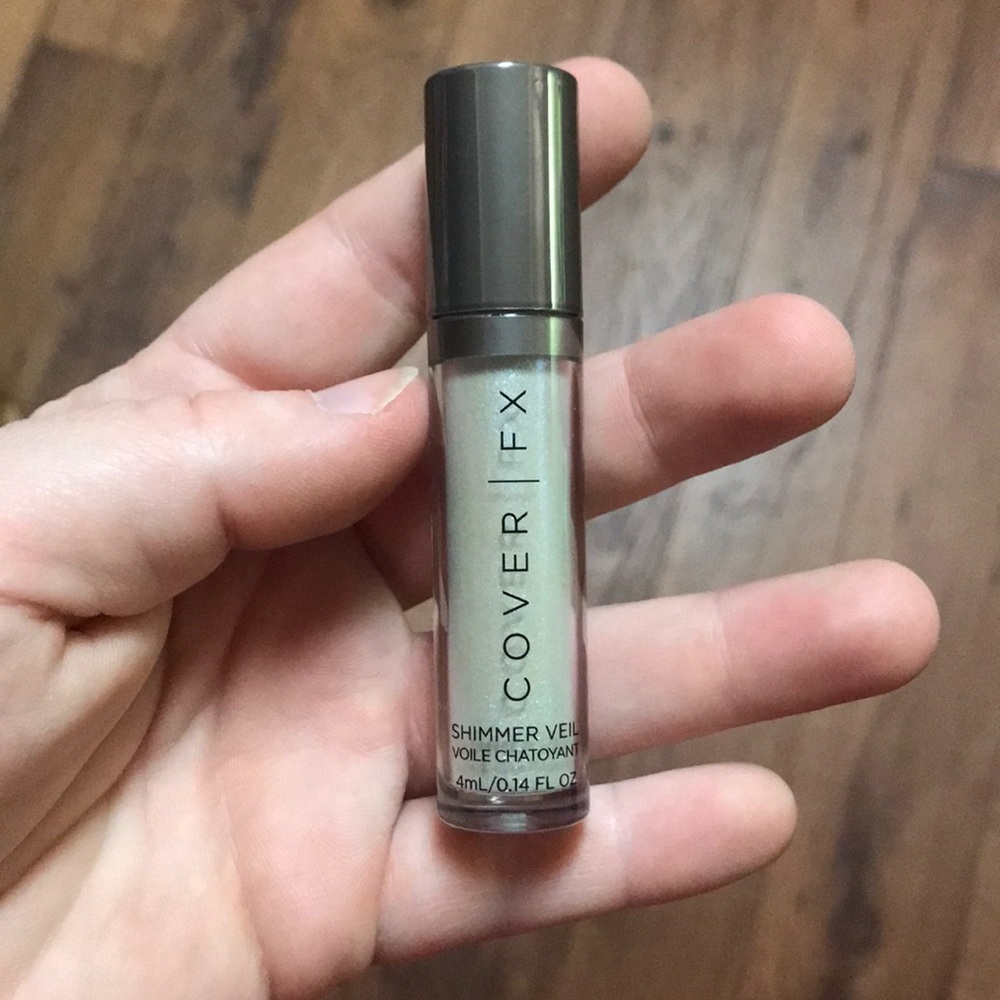 COVER | FX
SHIMMER VEIL
VOILE CHATOYANT
4mL/0.14 FL OZ